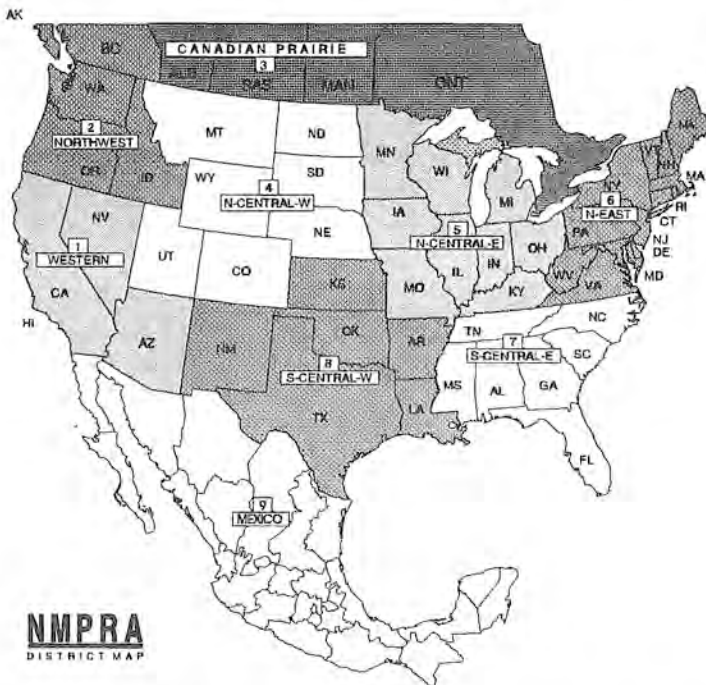 AK
BC
CANADIAN PRAIRIE
3
SAS
MAN
ONT
WA
2
NORTHWEST
OR
ID
MT
ND
MN
SD
WY
4
N-CENTRAL-W
NE
WI
MI
IA
5
N-CENTRAL-E
IL
IN
OH
MO
KY
VT
NH
MA
NY
6
N-EAST
RI
CT
PA
NJ
DE
MD
WV
VA
NV
1
WESTERN
CA
HI
UT
CO
KS
AZ
NM
OK
AR
8
S-CENTRAL-W
TX
LA
TN
NC
7
S-CENTRAL-E
SC
MS
AL
GA
FL
9
MEXICO
NMPRA
DISTRICT MAP